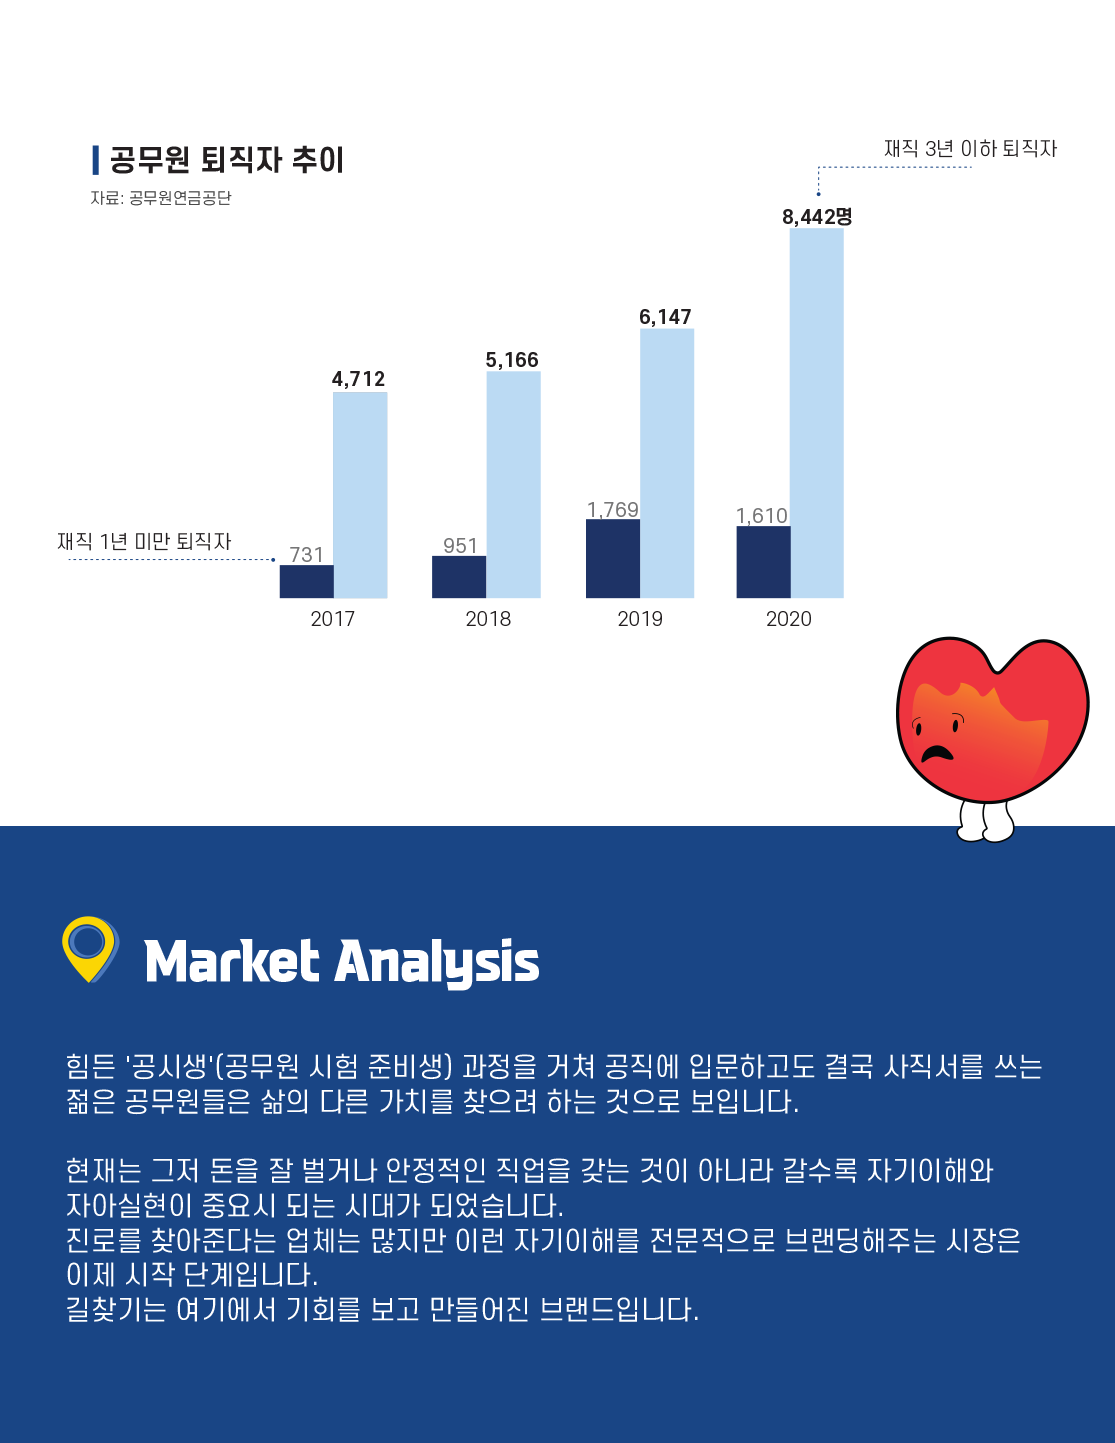 공무원 퇴직자 추이
자료: 공무원연금공단
재직 3년 이하 퇴직자
8,442명
6,147
5,166
4,712
1,769
1,610
재직 1년 미만 퇴직자
951
731
2017
2018
2019
2020
Market Analysis
힘든 '공시생'(공무원 시험 준비생) 과정을 거쳐 공직에 입문하고도 결국 사직서를 쓰는
젊은 공무원들은 삶의 다른 가치를 찾으려 하는 것으로 보입니다.
현재는 그저 돈을 잘 벌거나 안정적인 직업을 갖는 것이 아니라 갈수록 자기이해와
자아실현이 중요시 되는 시대가 되었습니다.
진로를 찾아준다는 업체는 많지만 이런 자기이해를 전문적으로 브랜딩해주는 시장은
이제 시작 단계입니다.
길찾기는 여기에서 기회를 보고 만들어진 브랜드입니다.